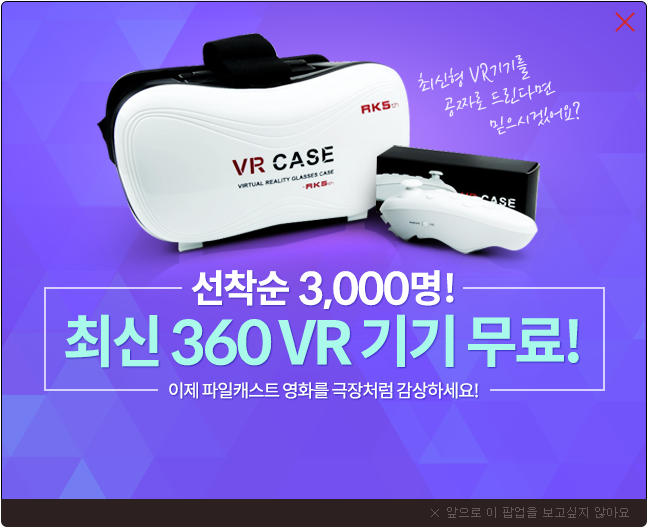 최신형 VR기기를
공짜로 드린다면
믿으시겠어요?
RK5th
VR CASE
VIRTUAL REALITY GLASSES CASE
-RK5th
CASE
선착순 3,000명!
최신 360 VR 기기 무료!
이제 파일캐스트 영화를 극장처럼 감상하세요!
× 앞으로 이 팝업을 보고싶지 않아요